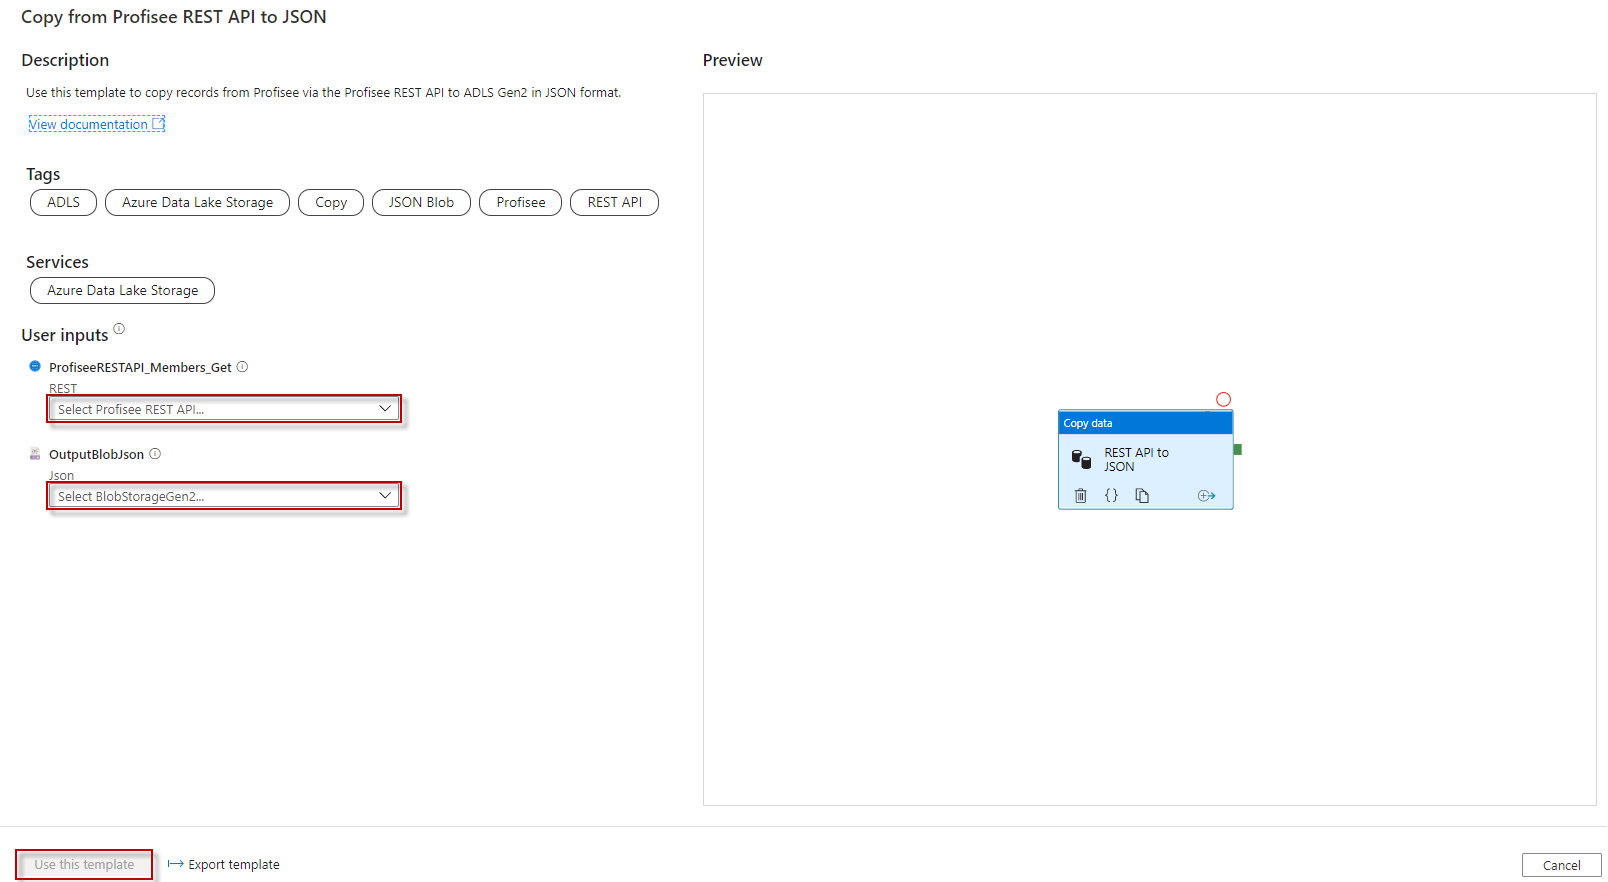 Copy from Profisee REST API to JSON
Description
Use this template to copy records from Profisee via the Profisee REST API to ADLS Gen2 in JSON format.
View documentation
Tags
ADLS
Azure Data Lake Storage
Copy
JSON Blob
Profisee
REST API
Services
Azure Data Lake Storage
User inputs
ProfiseeRESTAPI_Members_Get
REST
Select Profisee REST API...
OutputBlobJson
Json
Select BlobStorageGen2...
Preview
Copy data
REST API to
JSON
{}
Use this template
Export template
Cancel